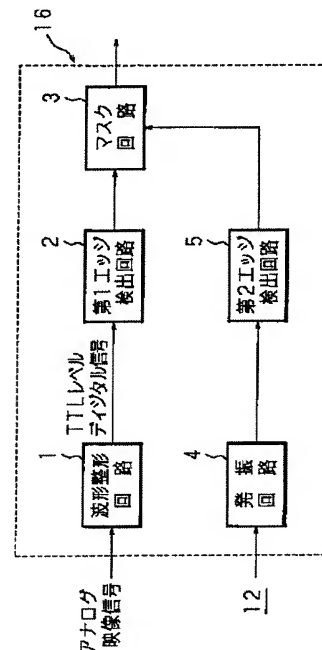 16
アナログ
映像信号
1
波形整形
回　路
TTLレベル
ディジタル信号
2
第1エッジ
検出回路
3
マスク
回　路
12
4
発　振
回　路
5
第2エッジ
検出回路